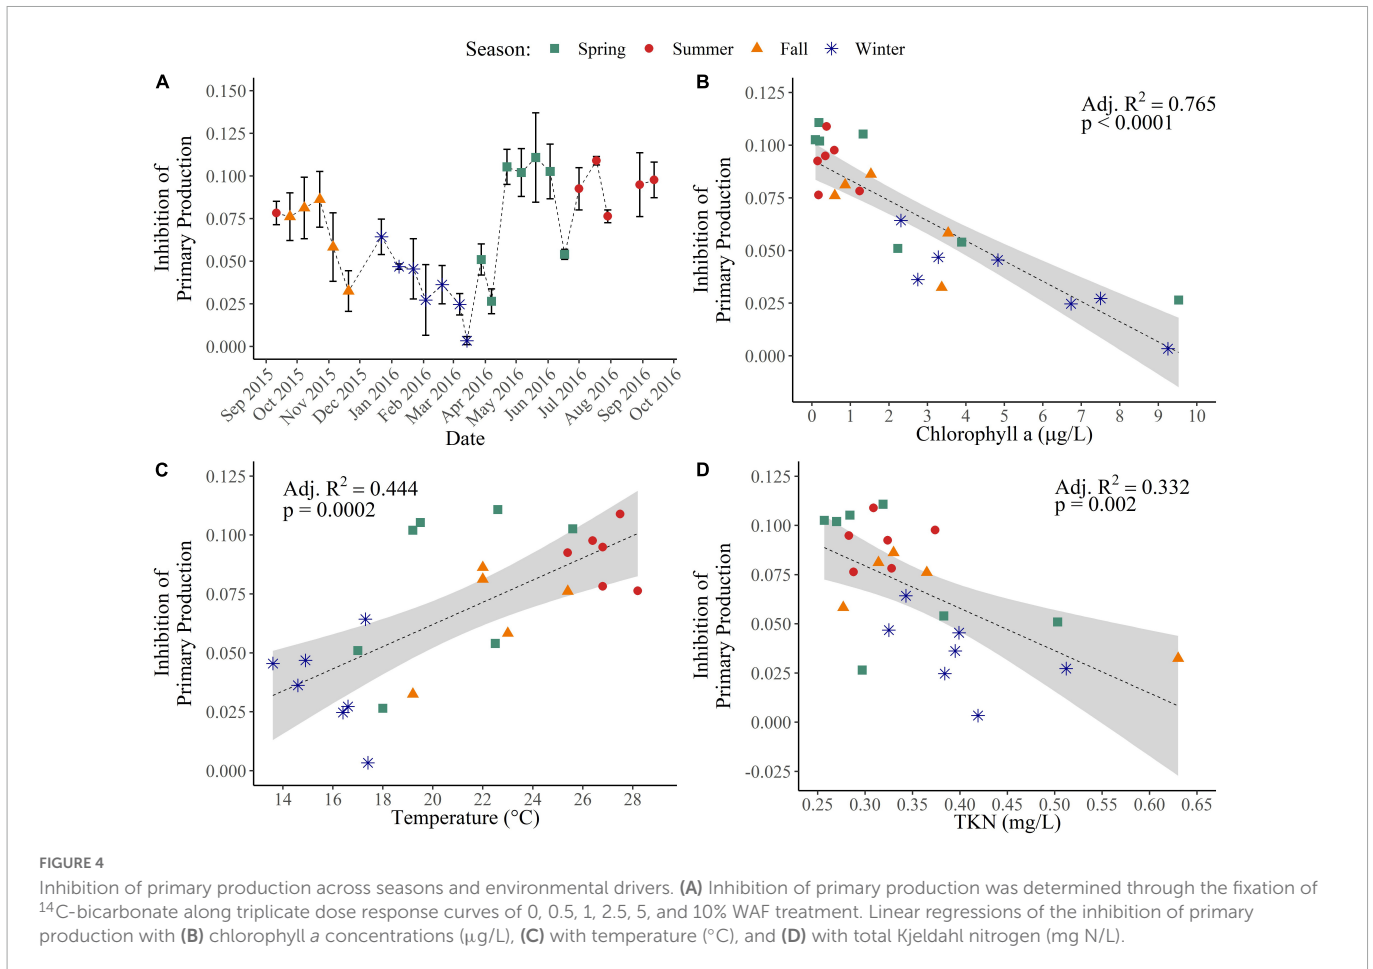 Season: Spring Summer Fall Winter
A
0.150
0.125
0.100
0.075
0.050
0.025
0.000
Inhibition of
Primary Production
Sep 2015
Oct 2015
Nov 2015
Dec 2015
Jan 2016
Feb 2016
Mar 2016
Apr 2016
May 2016
Jun 2016
Jul 2016
Aug 2016
Sep 2016
Oct 2016
Date
B
Adj. R² = 0.765
p < 0.0001
0.125
0.100
0.075
0.050
0.025
0.000
Inhibition of
Primary Production
0 1 2 3 4 5 6 7 8 9 10
Chlorophyll a (μg/L)
C
Adj. R² = 0.444
p = 0.0002
0.125
0.100
0.075
0.050
0.025
0.000
Inhibition of
Primary Production
14 16 18 20 22 24 26 28
Temperature (°C)
D
Adj. R² = 0.332
p = 0.002
0.125
0.100
0.075
0.050
0.025
0.000
-0.025
Inhibition of
Primary Production
0.25 0.30 0.35 0.40 0.45 0.50 0.55 0.60 0.65
TKN (mg/L)
FIGURE 4
Inhibition of primary production across seasons and environmental drivers. (A) Inhibition of primary production was determined through the fixation of
¹⁴C-bicarbonate along triplicate dose response curves of 0, 0.5, 1, 2.5, 5, and 10% WAF treatment. Linear regressions of the inhibition of primary
production with (B) chlorophyll a concentrations (μg/L), (C) with temperature (°C), and (D) with total Kjeldahl nitrogen (mg N/L).